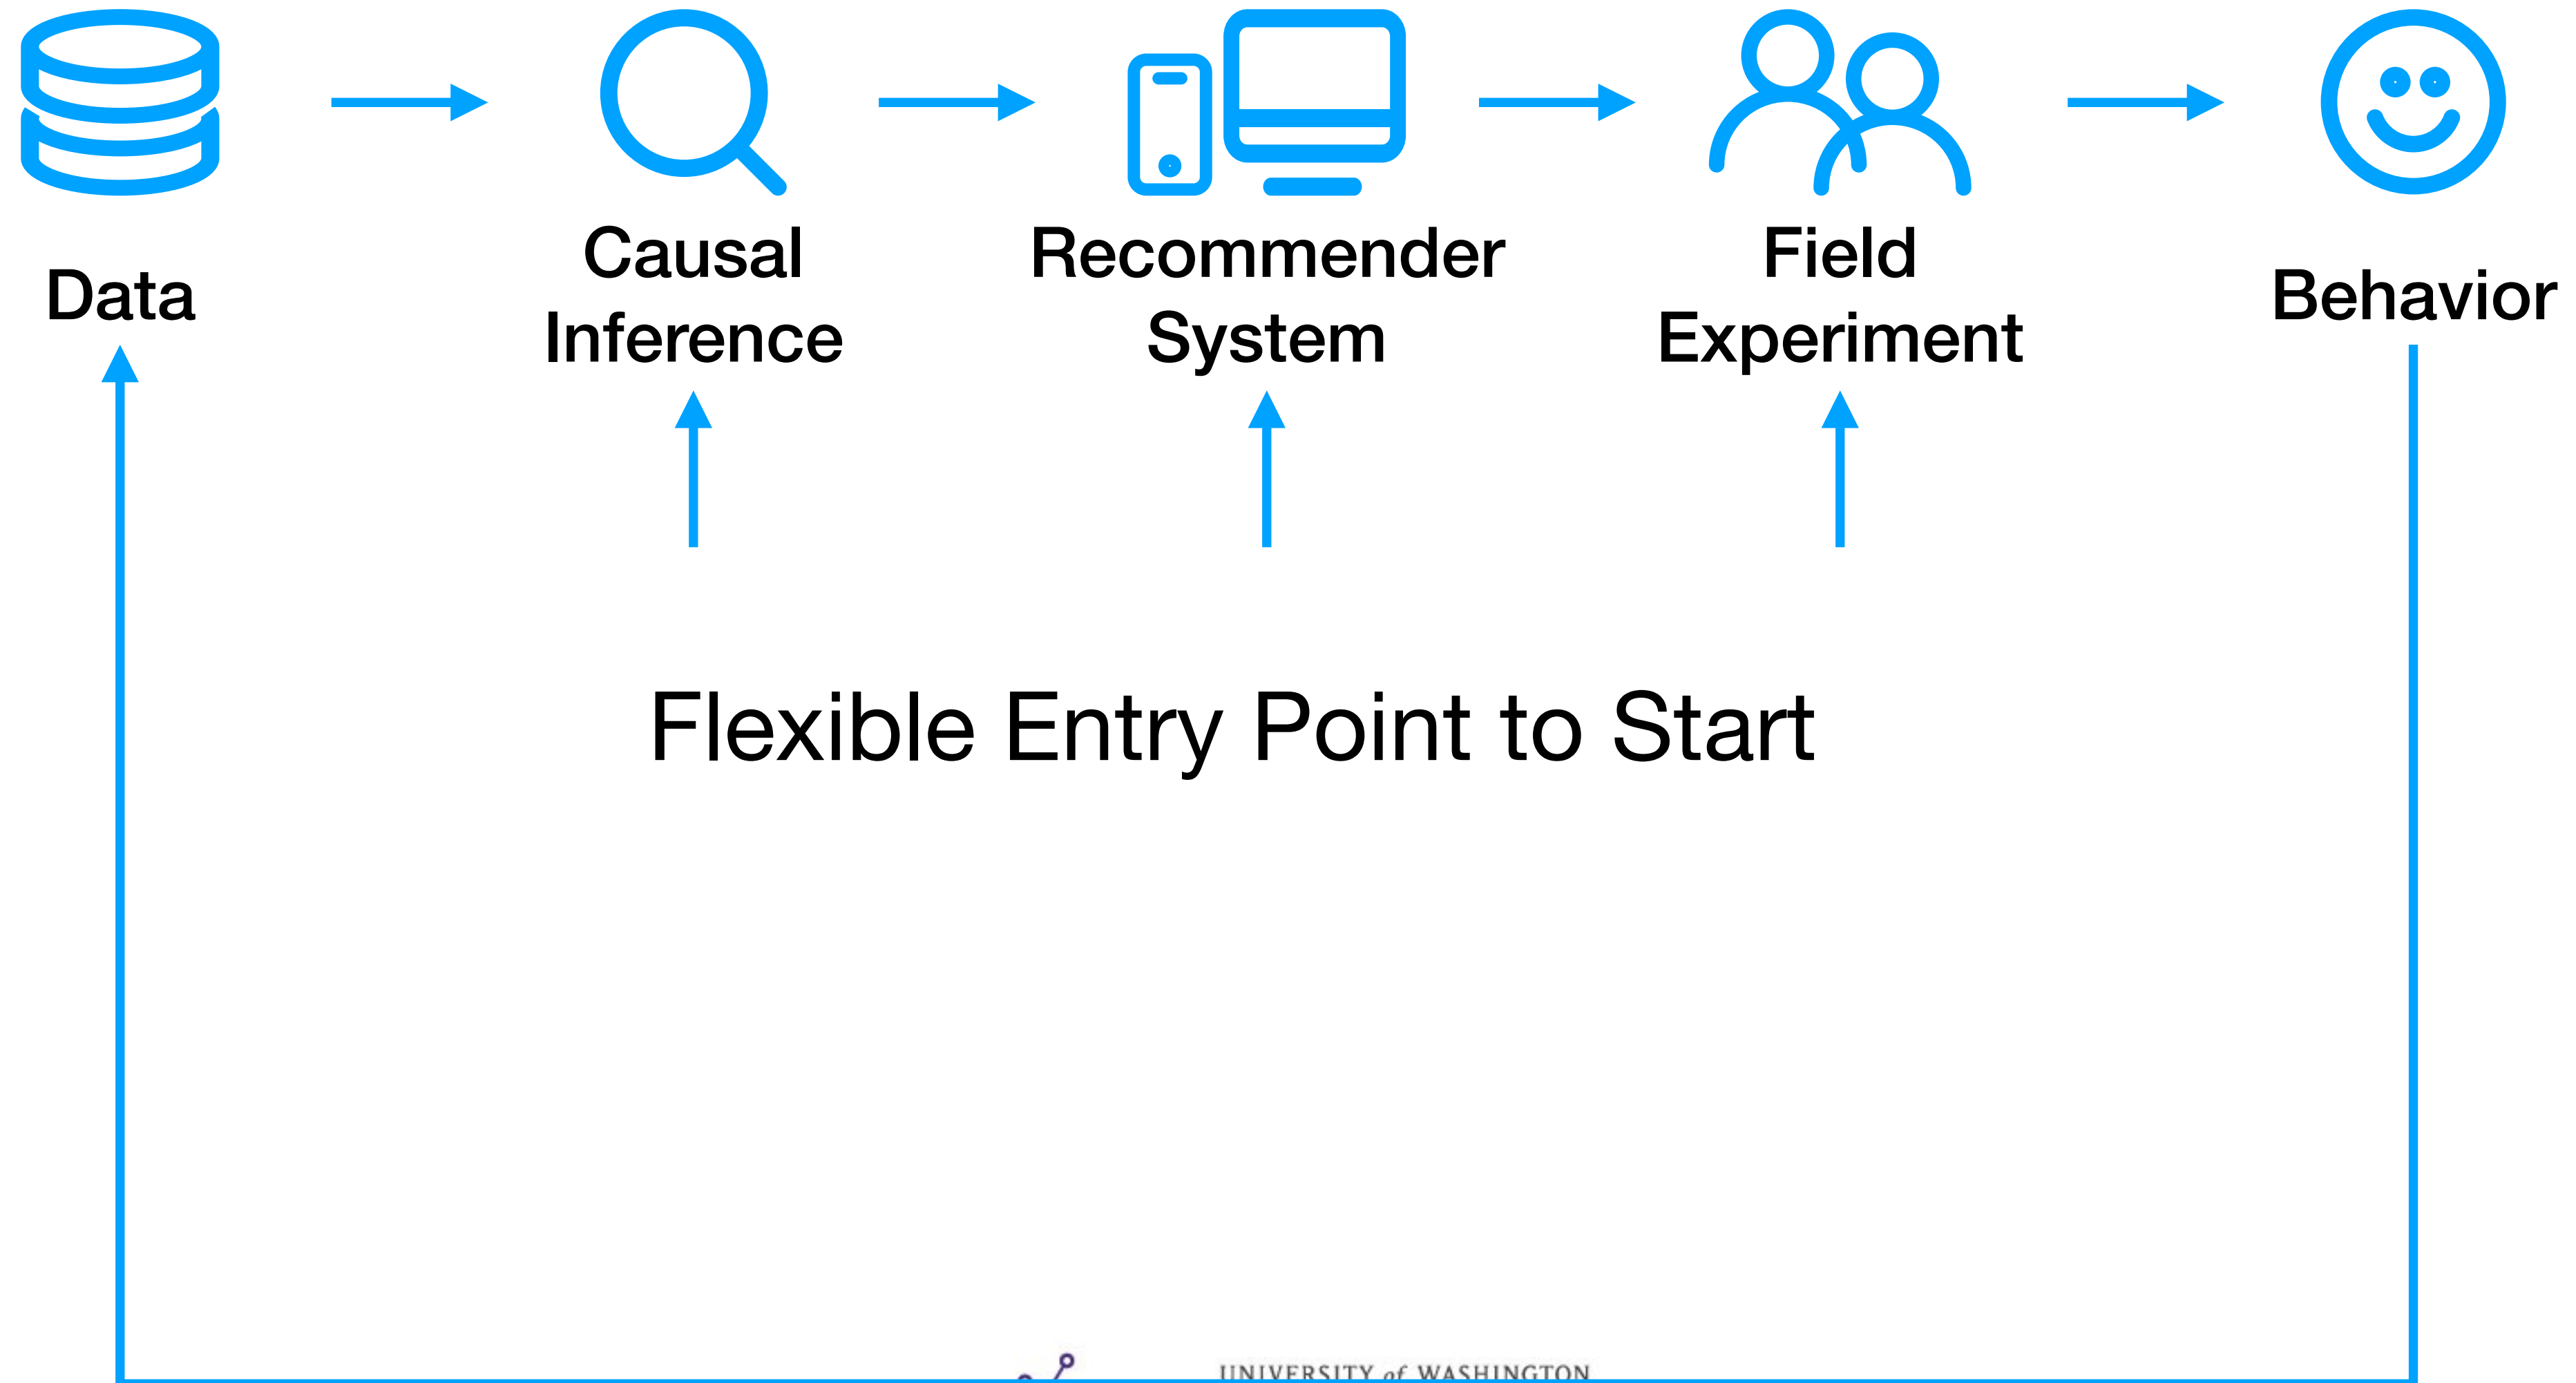 Data
Causal
Inference
Recommender
System
Field
Experiment
Behavior
Flexible Entry Point to Start
UNIVERSITY of WASHINGTON